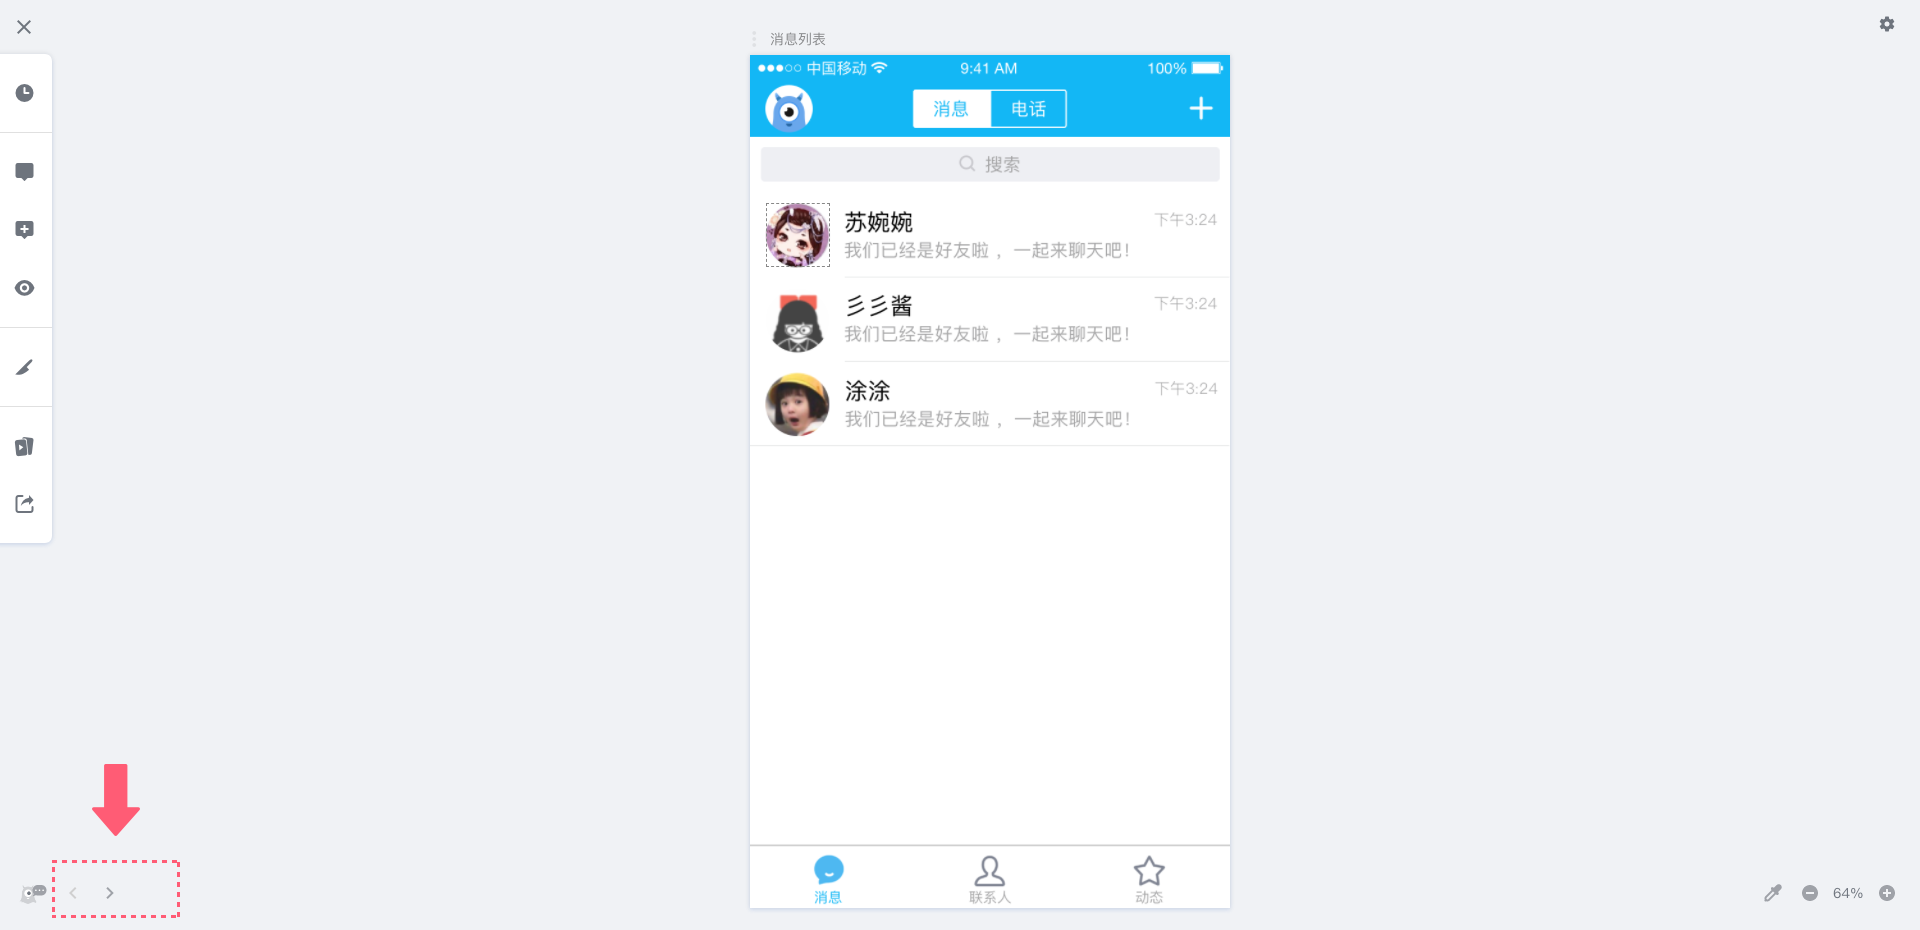 消息列表
中国移动 9:41 AM 100%
消息 电话
搜索
苏婉婉 下午3:24
我们已经是好友啦，一起来聊天吧！
彡彡酱 下午3:24
我们已经是好友啦，一起来聊天吧！
涂涂 下午3:24
我们已经是好友啦，一起来聊天吧！
消息 联系人 动态
64%